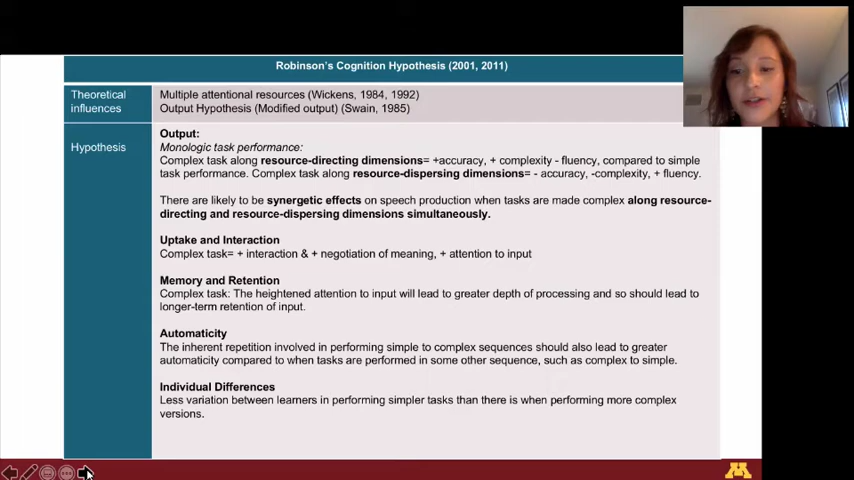 Robinson's Cognition Hypothesis (2001, 2011)
Theoretical
influences
Multiple attentional resources (Wickens, 1984, 1992)
Output Hypothesis (Modified output) (Swain, 1985)
Hypothesis
Output:
Monologic task performance:
Complex task along resource-directing dimensions= +accuracy, + complexity - fluency, compared to simple
task performance. Complex task along resource-dispersing dimensions= - accuracy, -complexity, + fluency.
There are likely to be synergetic effects on speech production when tasks are made complex along resource-
directing and resource-dispersing dimensions simultaneously.
Uptake and Interaction
Complex task= + interaction & + negotiation of meaning, + attention to input
Memory and Retention
Complex task: The heightened attention to input will lead to greater depth of processing and so should lead to
longer-term retention of input.
Automaticity
The inherent repetition involved in performing simple to complex sequences should also lead to greater
automaticity compared to when tasks are performed in some other sequence, such as complex to simple.
Individual Differences
Less variation between learners in performing simpler tasks than there is when performing more complex
versions.
M